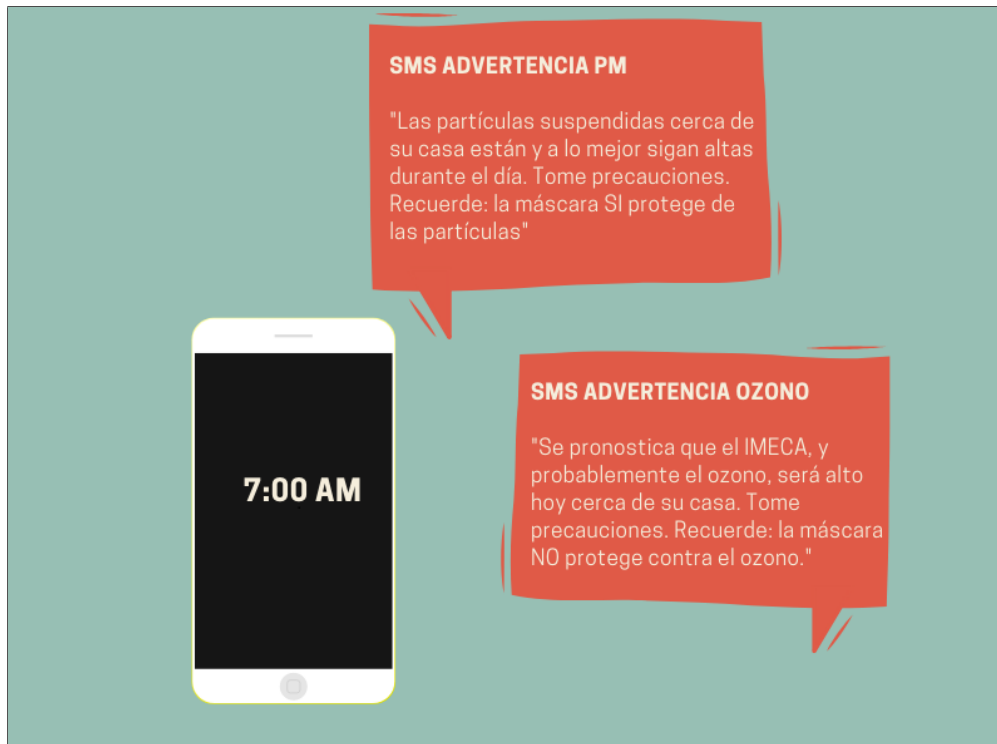 SMS ADVERTENCIA PM
"Las partículas suspendidas cerca de
su casa están y a lo mejor sigan altas
durante el día. Tome precauciones.
Recuerde: la máscara SI protege de
las partículas"
7:00 AM
SMS ADVERTENCIA OZONO
"Se pronostica que el IMECA, y
probablemente el ozono, será alto
hoy cerca de su casa. Tome
precauciones. Recuerde: la máscara
NO protege contra el ozono."